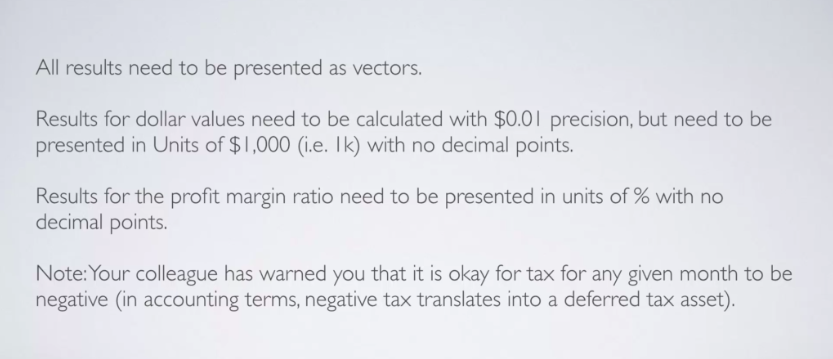 All results need to be presented as vectors.
Results for dollar values need to be calculated with $0.01 precision, but need to be
presented in Units of $1,000 (i.e. 1k) with no decimal points.
Results for the profit margin ratio need to be presented in units of % with no
decimal points.
Note:Your colleague has warned you that it is okay for tax for any given month to be
negative (in accounting terms, negative tax translates into a deferred tax asset).